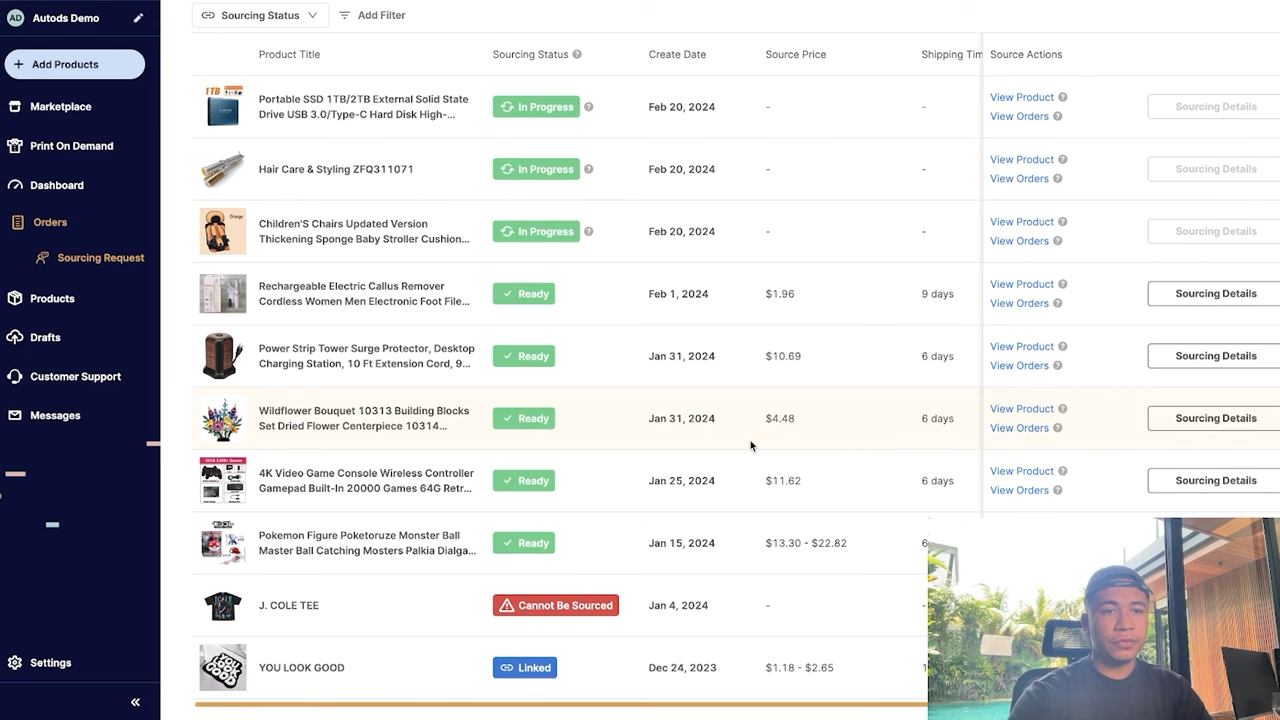 AD Autods Demo
Add Products
Marketplace
Print On Demand
Dashboard
Orders
Sourcing Request
Products
Drafts
Customer Support
Messages
Settings
Sourcing Status
Add Filter
Product Title Sourcing Status Create Date Source Price Shipping Tim Source Actions
1TB
Portable SSD 1TB/2TB External Solid State
Drive USB 3.0/Type-C Hard Disk High-...
In Progress Feb 20, 2024 - -
View Product
View Orders
Sourcing Details
Hair Care & Styling ZFQ311071
In Progress Feb 20, 2024 - -
View Product
View Orders
Sourcing Details
Orange
Children'S Chairs Updated Version
Thickening Sponge Baby Stroller Cushion...
In Progress Feb 20, 2024 - -
View Product
View Orders
Sourcing Details
Rechargeable Electric Callus Remover
Cordless Women Men Electronic Foot File...
Ready Feb 1, 2024 $1.96 9 days
View Product
View Orders
Sourcing Details
Power Strip Tower Surge Protector, Desktop
Charging Station, 10 Ft Extension Cord, 9...
Ready Jan 31, 2024 $10.69 6 days
View Product
View Orders
Sourcing Details
Wildflower Bouquet 10313 Building Blocks
Set Dried Flower Centerpiece 10314...
Ready Jan 31, 2024 $4.48 6 days
View Product
View Orders
Sourcing Details
4K Video Game Console Wireless Controller
Gamepad Built-In 20000 Games 64G Retr...
Ready Jan 25, 2024 $11.62 6 days
View Product
View Orders
Sourcing Details
Pokemon Figure Poketoruze Monster Ball
Master Ball Catching Mosters Palkia Dialga...
Ready Jan 15, 2024 $13.30 - $22.82
J. COLE TEE
Cannot Be Sourced Jan 4, 2024 - -
YOU LOOK GOOD
Linked Dec 24, 2023 $1.18 - $2.65